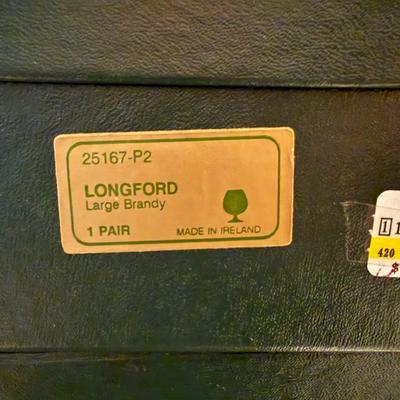 25167-P2
LONGFORD
Large Brandy
1 PAIR MADE IN IRELAND
420
$